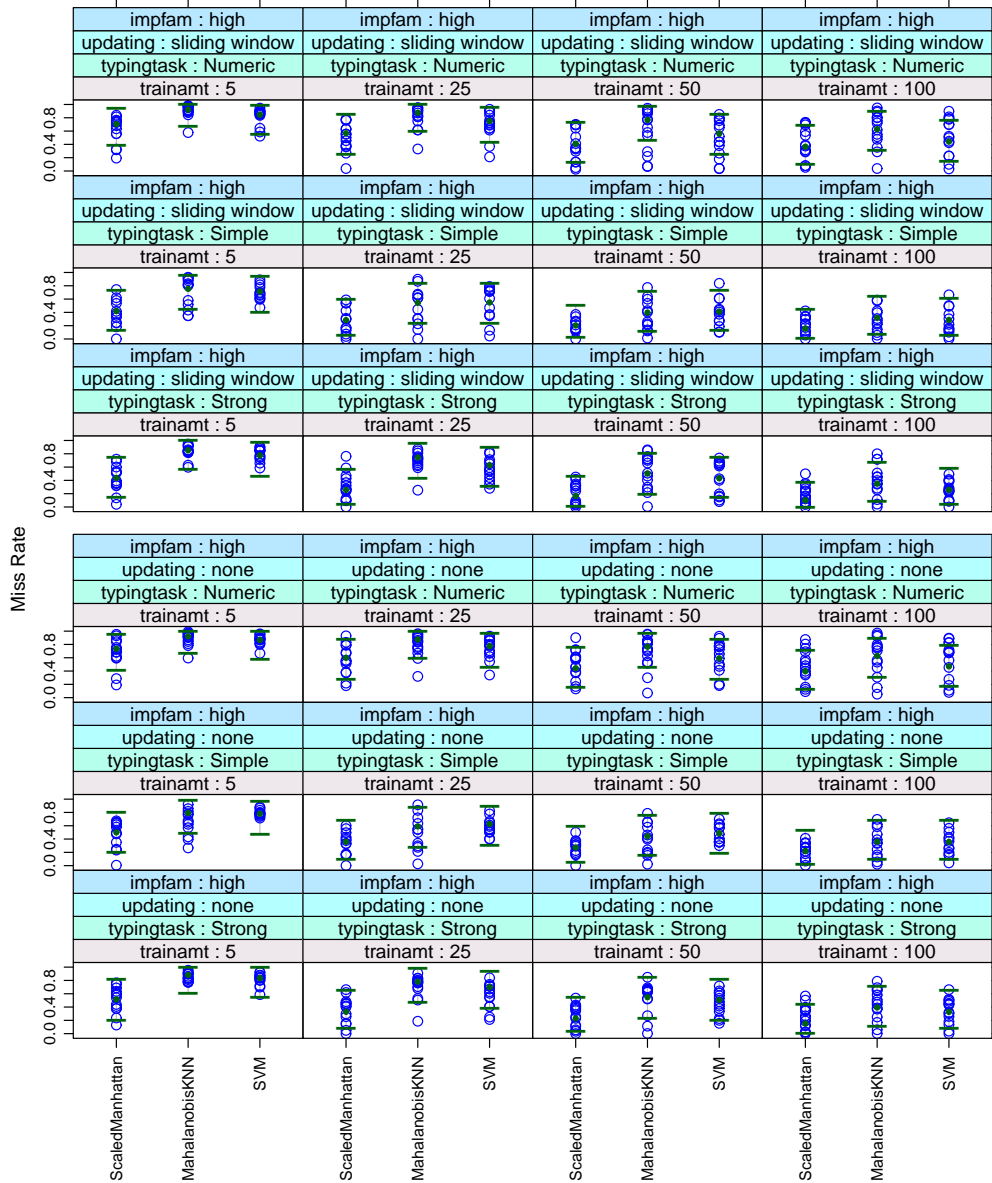 impfam : high impfam : high impfam : high impfam : high
updating : sliding window updating : sliding window updating : sliding window updating : sliding window
typingtask : Numeric typingtask : Numeric typingtask : Numeric typingtask : Numeric
trainamt : 5 trainamt : 25 trainamt : 50 trainamt : 100
0.0 0.4 0.8
impfam : high impfam : high impfam : high impfam : high
updating : sliding window updating : sliding window updating : sliding window updating : sliding window
typingtask : Simple typingtask : Simple typingtask : Simple typingtask : Simple
trainamt : 5 trainamt : 25 trainamt : 50 trainamt : 100
0.0 0.4 0.8
impfam : high impfam : high impfam : high impfam : high
updating : sliding window updating : sliding window updating : sliding window updating : sliding window
typingtask : Strong typingtask : Strong typingtask : Strong typingtask : Strong
trainamt : 5 trainamt : 25 trainamt : 50 trainamt : 100
0.0 0.4 0.8
Miss Rate
impfam : high impfam : high impfam : high impfam : high
updating : none updating : none updating : none updating : none
typingtask : Numeric typingtask : Numeric typingtask : Numeric typingtask : Numeric
trainamt : 5 trainamt : 25 trainamt : 50 trainamt : 100
0.0 0.4 0.8
impfam : high impfam : high impfam : high impfam : high
updating : none updating : none updating : none updating : none
typingtask : Simple typingtask : Simple typingtask : Simple typingtask : Simple
trainamt : 5 trainamt : 25 trainamt : 50 trainamt : 100
0.0 0.4 0.8
impfam : high impfam : high impfam : high impfam : high
updating : none updating : none updating : none updating : none
typingtask : Strong typingtask : Strong typingtask : Strong typingtask : Strong
trainamt : 5 trainamt : 25 trainamt : 50 trainamt : 100
0.0 0.4 0.8
ScaledManhattan MahalanobisKNN SVM ScaledManhattan MahalanobisKNN SVM ScaledManhattan MahalanobisKNN SVM ScaledManhattan MahalanobisKNN SVM